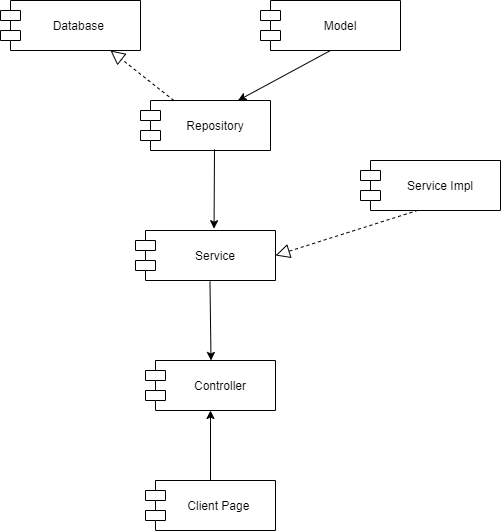 Database
Model
Repository
Service Impl
Service
Controller
Client Page